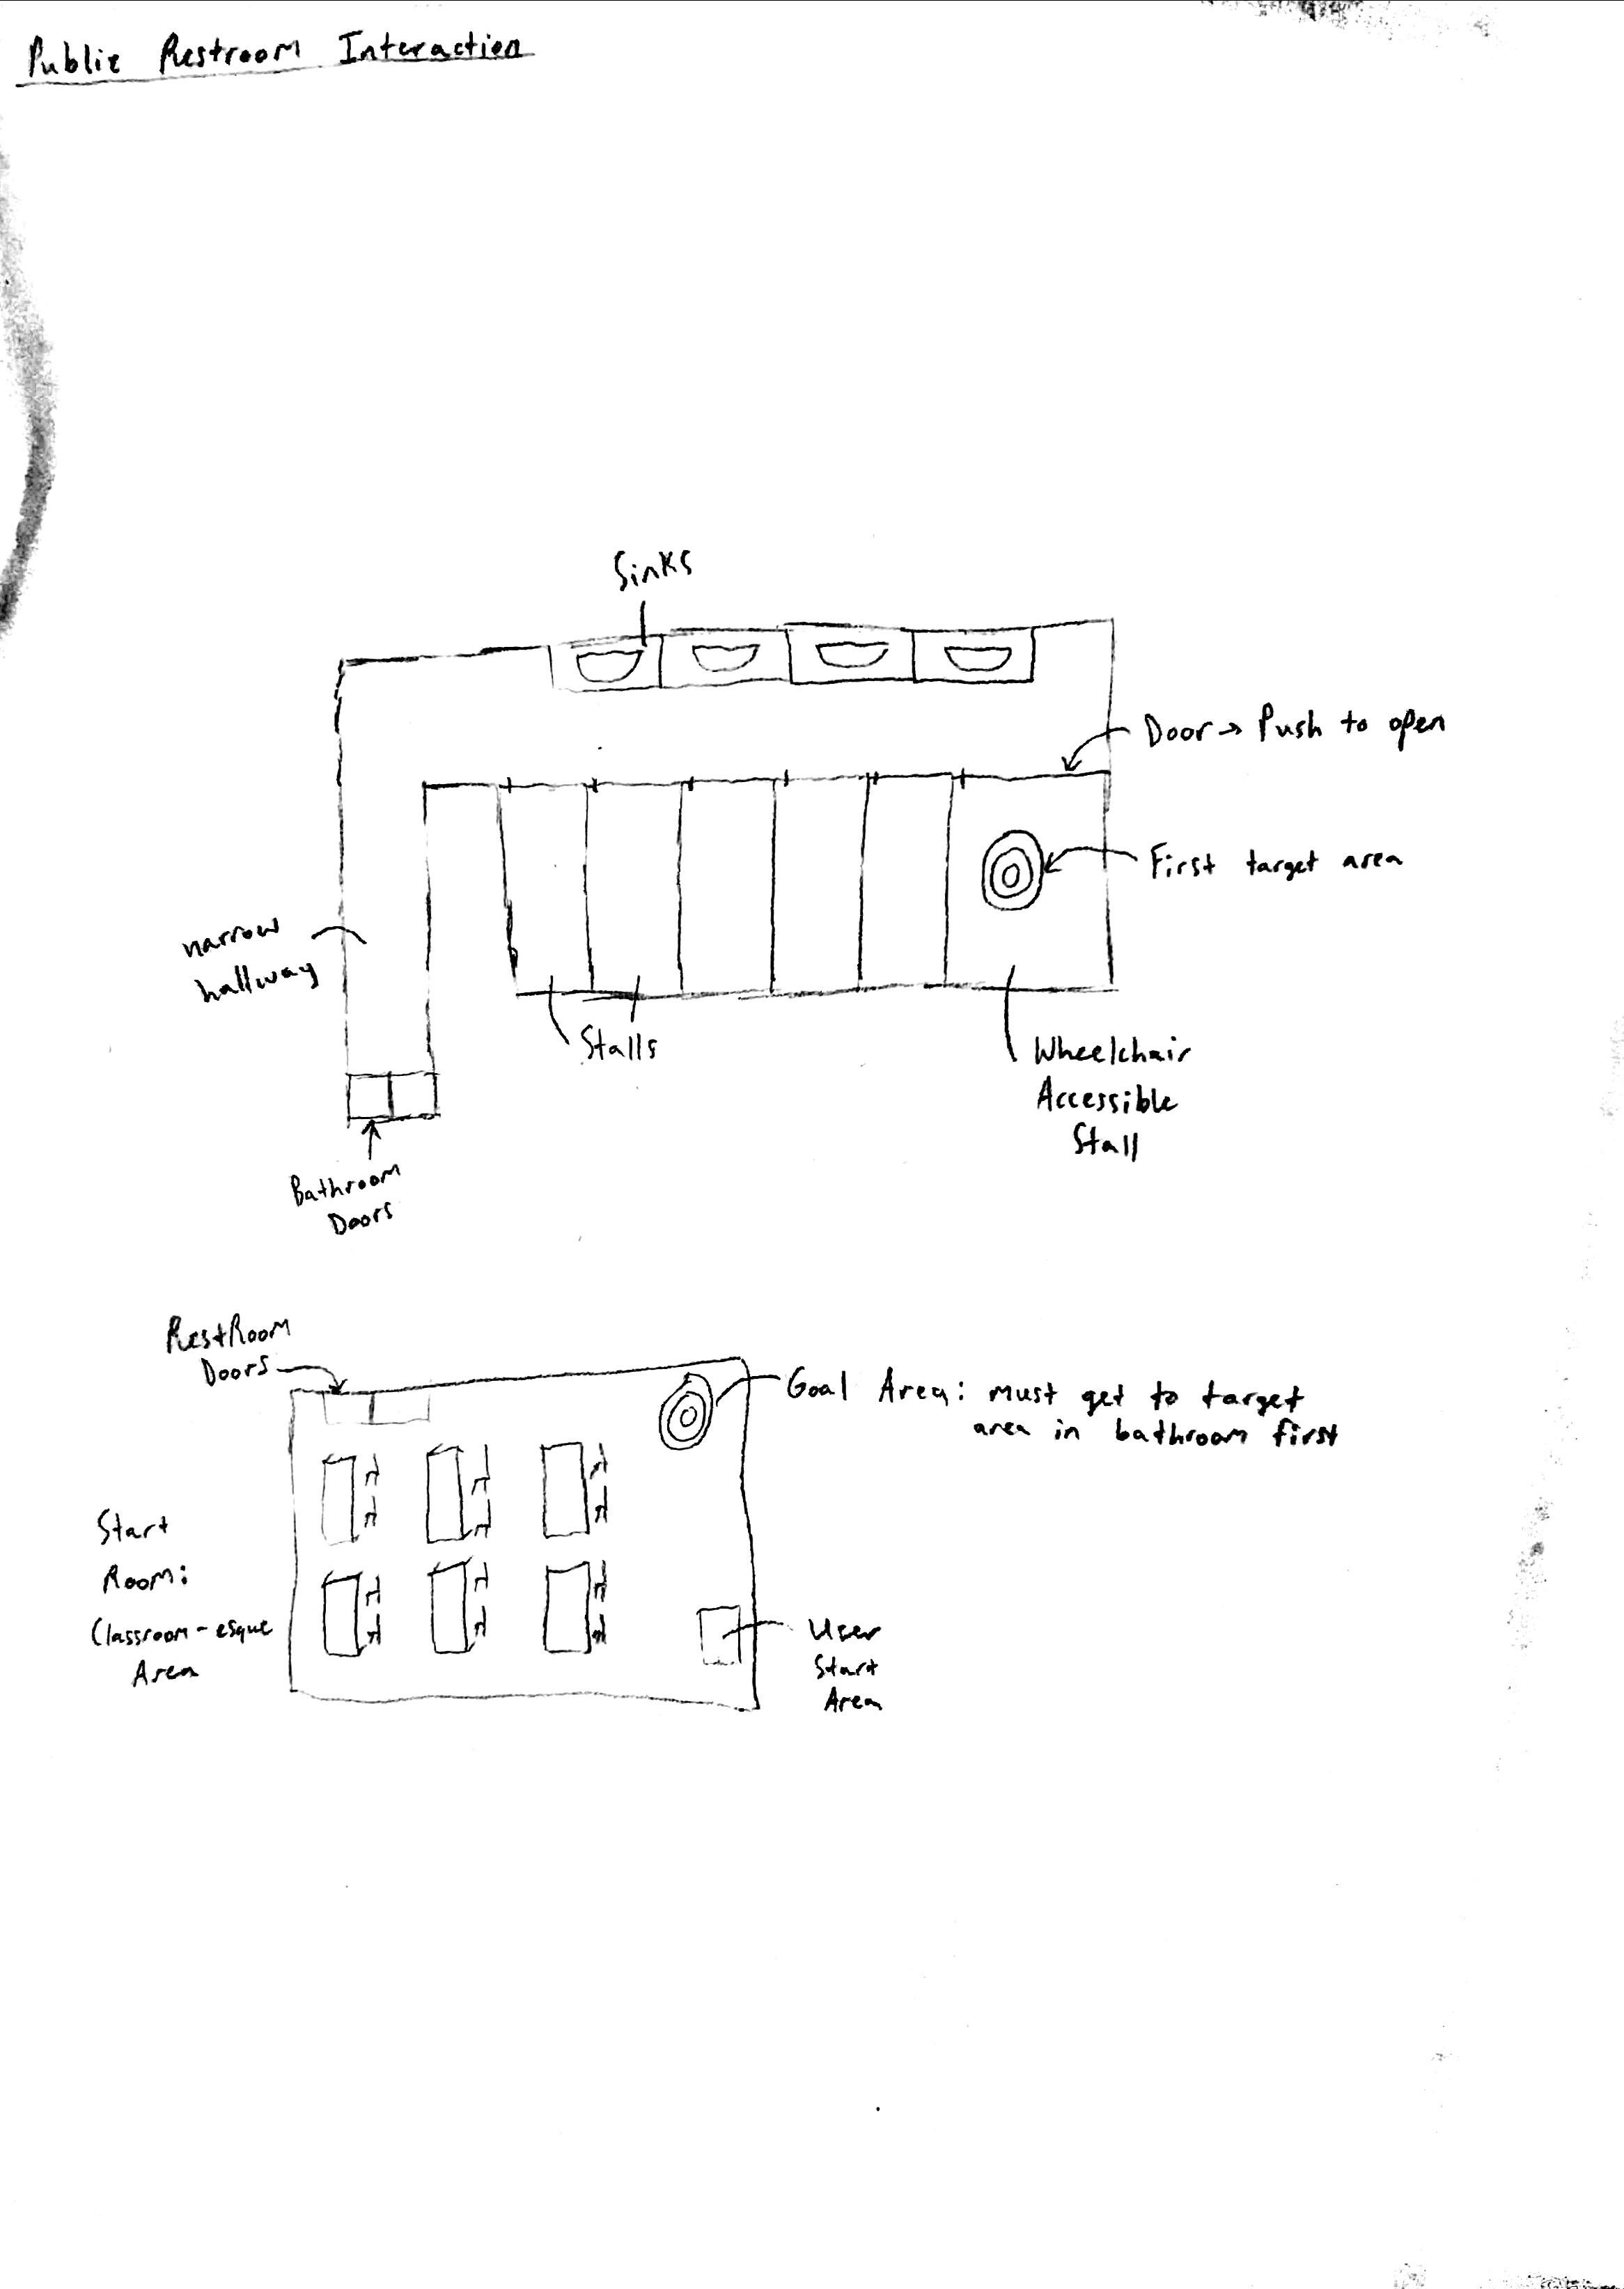 Public Restroom Interaction
Sinks
Door → Push to open
First target area
narrow
hallway
Stalls
Wheelchair
Accessible
Stall
Bathroom
Doors
RestRoom
Doors
Goal Area: must get to target
area in bathroom first
Start
Room:
Classroom-esque
Area
User
Start
Area